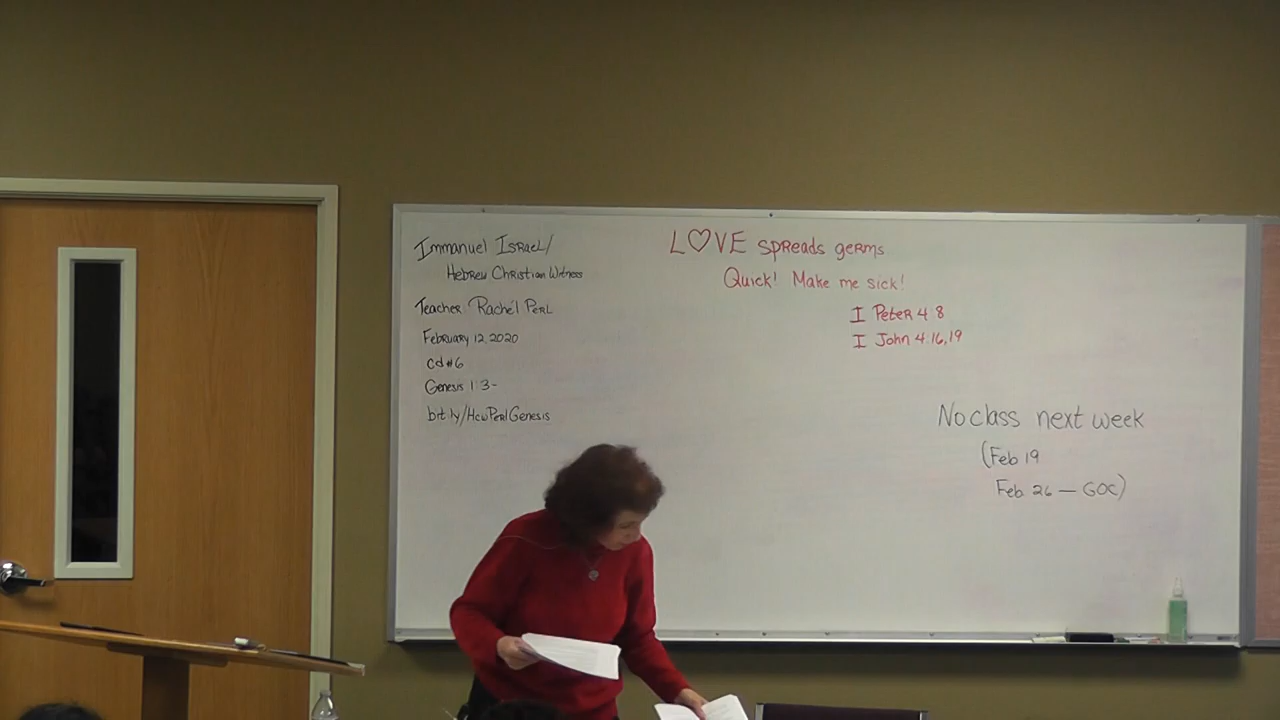 Immanuel Israel/
Hebrew Christian Witness
Teacher Rachel Perl
February 12, 2020
Cd#6
Genesis 1:3-
bit.ly/HcwPerlGenesis
L♡VE spreads germs
Quick! Make me sick!
I Peter 4:8
I John 4:16,19
No class next week
(Feb 19
Feb. 26 — GOC)